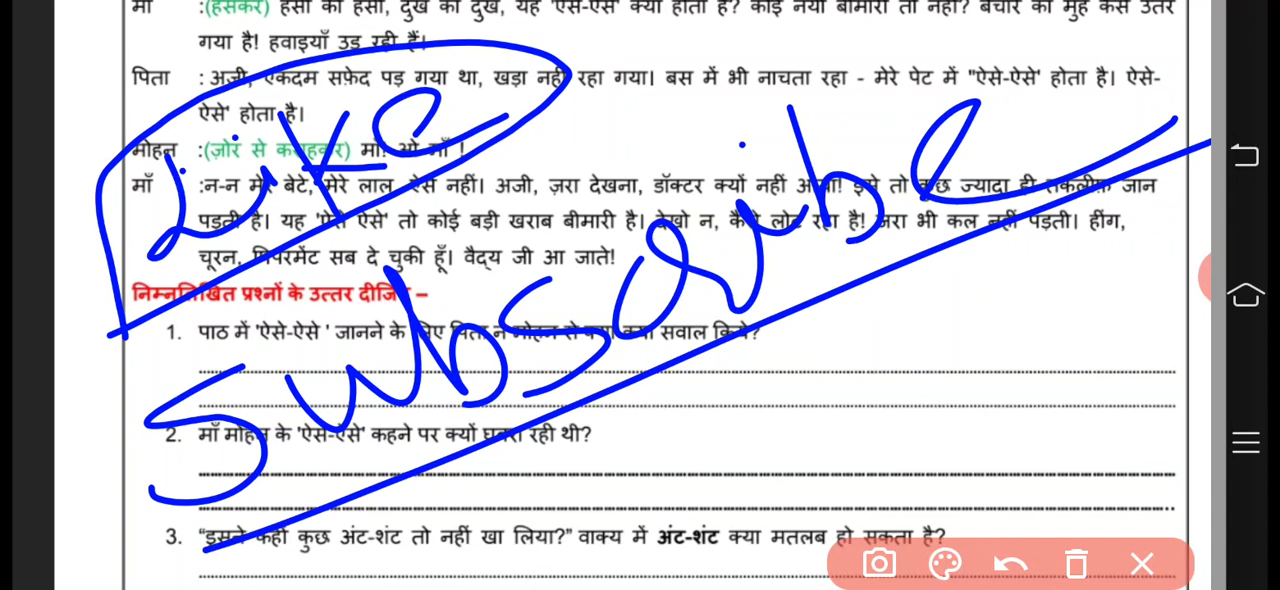 माँ :(हँसकर) हँसी की हँसी, दुख का दुख, यह 'ऐसे-ऐसे' क्या होता है? कोई नयी बीमारी तो नहीं? बेचारे का मुँह कैसे उतर
गया है! हवाइयाँ उड़ रही हैं।
पिता : अजी, एकदम सफ़ेद पड़ गया था, खड़ा नहीं रहा गया। बस में भी नाचता रहा - मेरे पेट में "ऐसे-ऐसे' होता है। ऐसे-
ऐसे' होता है।
Like
मोहन :(ज़ोर से कराहकर) माँ! ओ माँ !
माँ :न-न मेरे बेटे, मेरे लाल, ऐसे नहीं। अजी, ज़रा देखना, डॉक्टर क्यों नहीं आया! इसे तो कुछ ज्यादा ही तकलीफ़ जान
पड़ती है। यह 'ऐसे ऐसे' तो कोई बड़ी खराब बीमारी है। देखो न, कैसे लोट रहा है! ज़रा भी कल नहीं पड़ती। हींग,
चूरन, पिपरमेंट सब दे चुकी हूँ। वैद्य जी आ जाते!
Subscribe
निम्नलिखित प्रश्नों के उत्तर दीजिए –
1. पाठ में 'ऐसे-ऐसे ' जानने के लिए पिता ने मोहन से क्या क्या सवाल किये?
2. माँ मोहन के 'ऐसे-ऐसे' कहने पर क्यों घबरा रही थी?
3. “इसने कहीं कुछ अंट-शंट तो नहीं खा लिया?” वाक्य में अंट-शंट क्या मतलब हो सकता है?